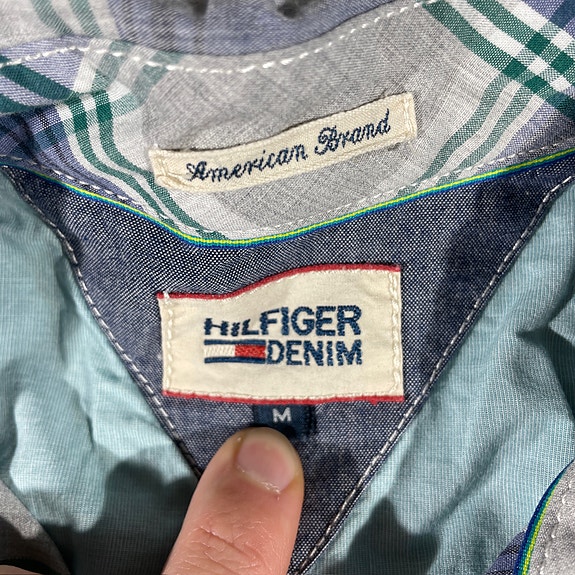 American Brand
HILFIGER
DENIM
M